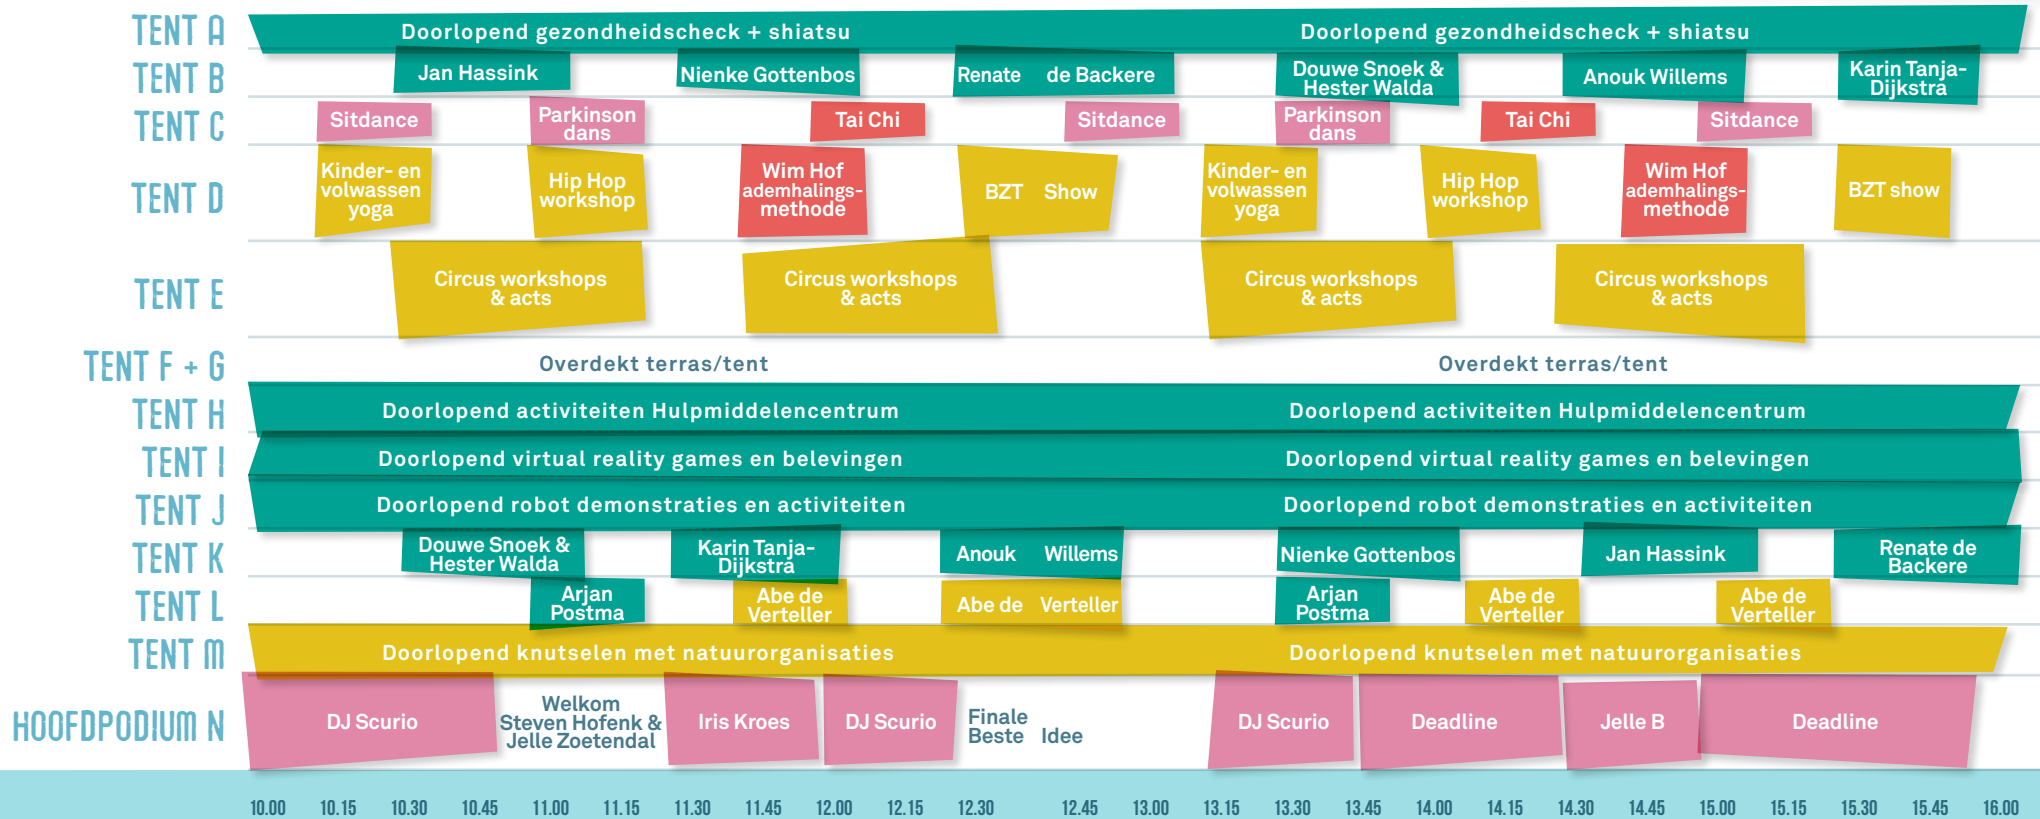 TENT A
Doorlopend gezondheidscheck + shiatsu
Doorlopend gezondheidscheck + shiatsu
TENT B
Jan Hassink
Nienke Gottenbos
Renate de Backere
Douwe Snoek &
Hester Walda
Anouk Willems
Karin Tanja-
Dijkstra
TENT C
Sitdance
Parkinson
dans
Tai Chi
Sitdance
Parkinson
dans
Tai Chi
Sitdance
TENT D
Kinder- en
volwassen
yoga
Hip Hop
workshop
Wim Hof
ademhalings-
methode
BZT Show
Kinder- en
volwassen
yoga
Hip Hop
workshop
Wim Hof
ademhalings-
methode
BZT show
TENT E
Circus workshops
& acts
Circus workshops
& acts
Circus workshops
& acts
Circus workshops
& acts
TENT F + G
Overdekt terras/tent
Overdekt terras/tent
TENT H
Doorlopend activiteiten Hulpmiddelencentrum
Doorlopend activiteiten Hulpmiddelencentrum
TENT I
Doorlopend virtual reality games en belevingen
Doorlopend virtual reality games en belevingen
TENT J
Doorlopend robot demonstraties en activiteiten
Doorlopend robot demonstraties en activiteiten
TENT K
Douwe Snoek &
Hester Walda
Karin Tanja-
Dijkstra
Anouk Willems
Nienke Gottenbos
Jan Hassink
Renate de
Backere
TENT L
Arjan
Postma
Abe de
Verteller
Abe de Verteller
Arjan
Postma
Abe de
Verteller
Abe de
Verteller
TENT M
Doorlopend knutselen met natuurorganisaties
Doorlopend knutselen met natuurorganisaties
HOOFDPODIUM N
DJ Scurio
Welkom
Steven Hofenk &
Jelle Zoetendal
Iris Kroes
DJ Scurio
Finale
Beste Idee
DJ Scurio
Deadline
Jelle B
Deadline
10.00 10.15 10.30 10.45 11.00 11.15 11.30 11.45 12.00 12.15 12.30 12.45 13.00 13.15 13.30 13.45 14.00 14.15 14.30 14.45 15.00 15.15 15.30 15.45 16.00